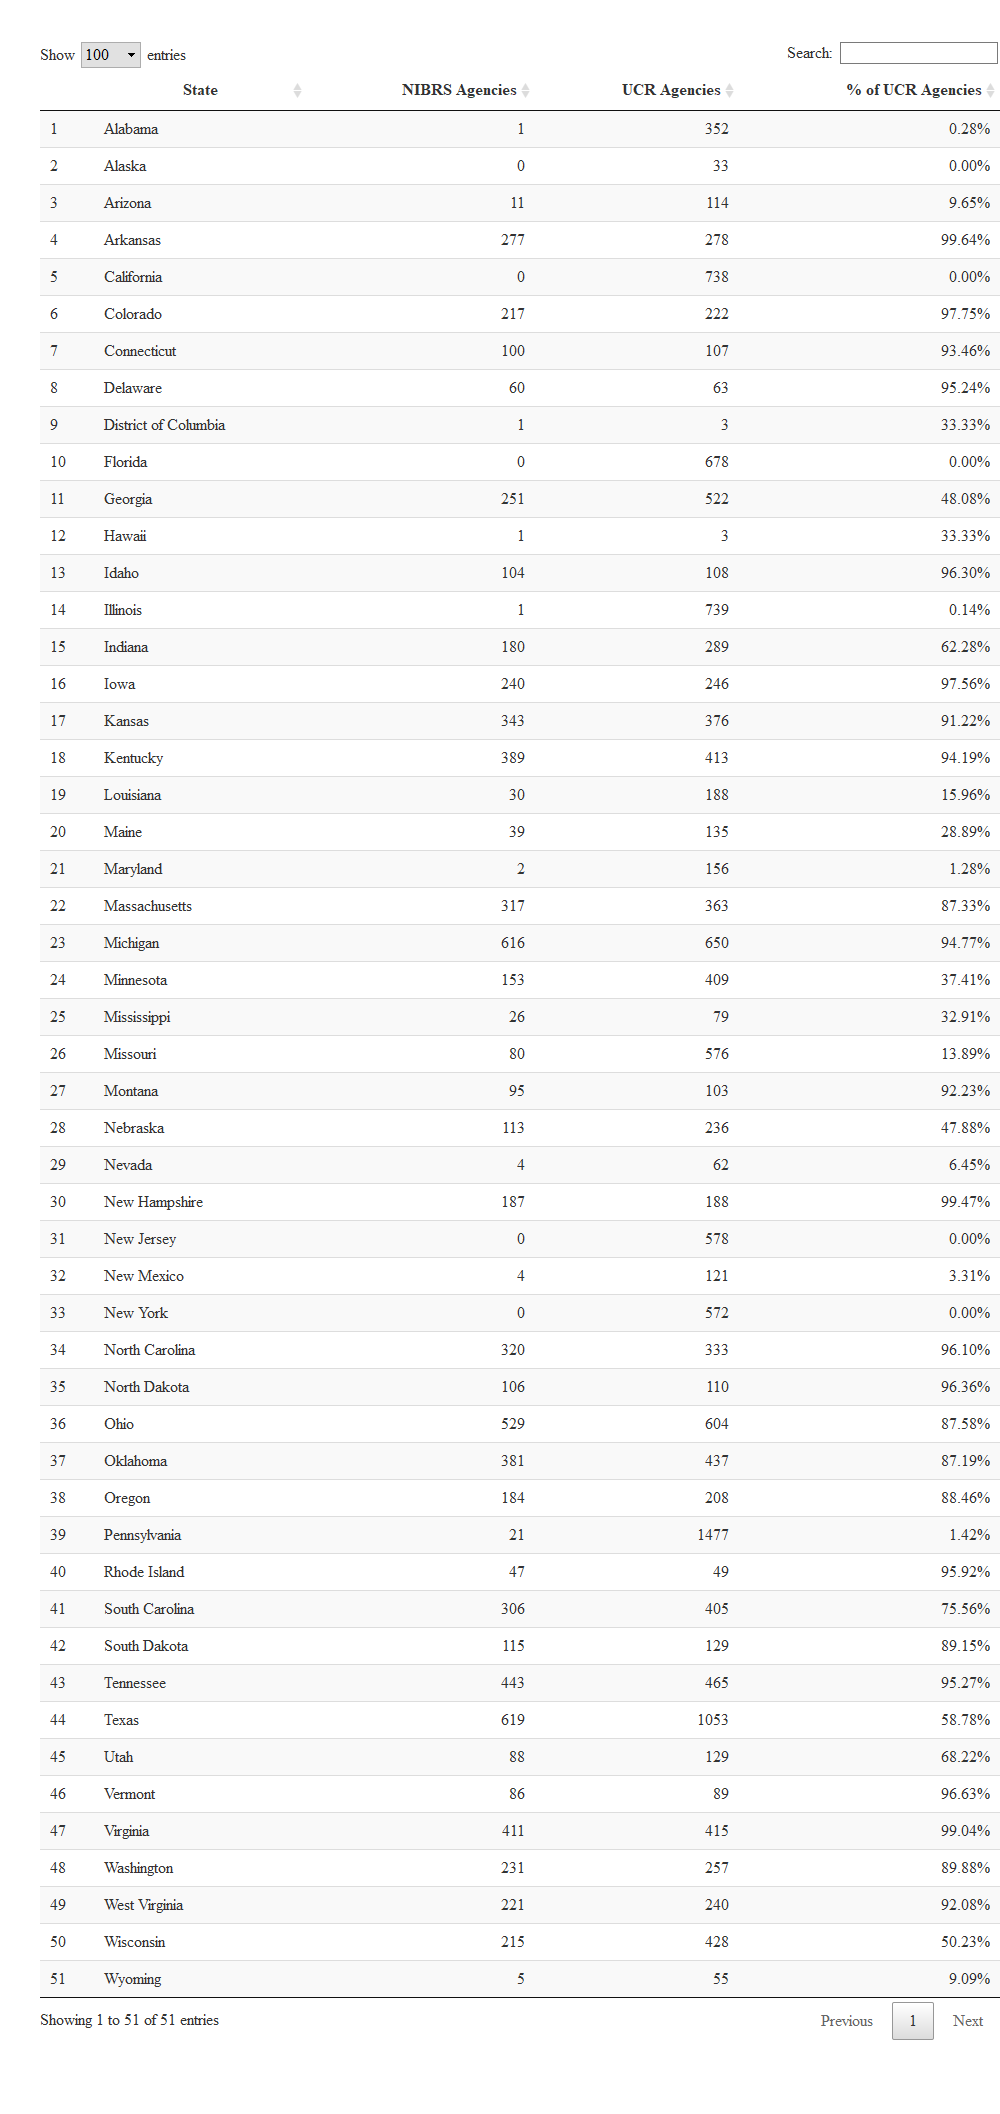 Show 100 entries Search:
State NIBRS Agencies UCR Agencies % of UCR Agencies
1 Alabama 1 352 0.28%
2 Alaska 0 33 0.00%
3 Arizona 11 114 9.65%
4 Arkansas 277 278 99.64%
5 California 0 738 0.00%
6 Colorado 217 222 97.75%
7 Connecticut 100 107 93.46%
8 Delaware 60 63 95.24%
9 District of Columbia 1 3 33.33%
10 Florida 0 678 0.00%
11 Georgia 251 522 48.08%
12 Hawaii 1 3 33.33%
13 Idaho 104 108 96.30%
14 Illinois 1 739 0.14%
15 Indiana 180 289 62.28%
16 Iowa 240 246 97.56%
17 Kansas 343 376 91.22%
18 Kentucky 389 413 94.19%
19 Louisiana 30 188 15.96%
20 Maine 39 135 28.89%
21 Maryland 2 156 1.28%
22 Massachusetts 317 363 87.33%
23 Michigan 616 650 94.77%
24 Minnesota 153 409 37.41%
25 Mississippi 26 79 32.91%
26 Missouri 80 576 13.89%
27 Montana 95 103 92.23%
28 Nebraska 113 236 47.88%
29 Nevada 4 62 6.45%
30 New Hampshire 187 188 99.47%
31 New Jersey 0 578 0.00%
32 New Mexico 4 121 3.31%
33 New York 0 572 0.00%
34 North Carolina 320 333 96.10%
35 North Dakota 106 110 96.36%
36 Ohio 529 604 87.58%
37 Oklahoma 381 437 87.19%
38 Oregon 184 208 88.46%
39 Pennsylvania 21 1477 1.42%
40 Rhode Island 47 49 95.92%
41 South Carolina 306 405 75.56%
42 South Dakota 115 129 89.15%
43 Tennessee 443 465 95.27%
44 Texas 619 1053 58.78%
45 Utah 88 129 68.22%
46 Vermont 86 89 96.63%
47 Virginia 411 415 99.04%
48 Washington 231 257 89.88%
49 West Virginia 221 240 92.08%
50 Wisconsin 215 428 50.23%
51 Wyoming 5 55 9.09%
Showing 1 to 51 of 51 entries Previous 1 Next